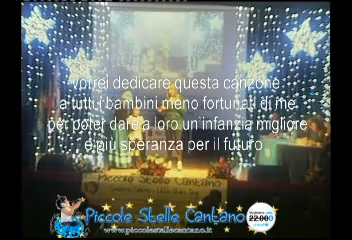 vorrei dedicare questa canzone
a tutti i bambini meno fortunati di me
per poter dare a loro un'infanzia migliore
e più speranza per il futuro
Piccole Stelle Cantano
Piccole Stelle Cantano
22.000
www.piccolestellecantano.it